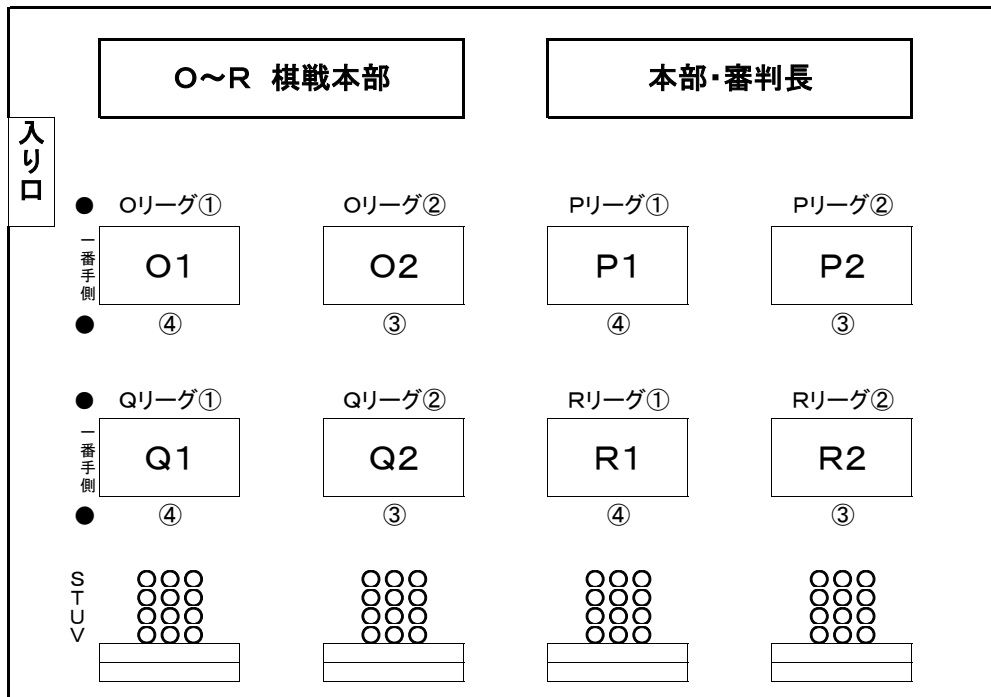 O～R 棋戦本部
本部・審判長
入り口
● Oリーグ① Oリーグ② Pリーグ① Pリーグ②
一番手側
O1 O2 P1 P2
● ④ ③ ④ ③
● Qリーグ① Qリーグ② Rリーグ① Rリーグ②
一番手側
Q1 Q2 R1 R2
● ④ ③ ④ ③
S ○○○ ○○○ ○○○ ○○○
T ○○○ ○○○ ○○○ ○○○
U ○○○ ○○○ ○○○ ○○○
V ○○○ ○○○ ○○○ ○○○